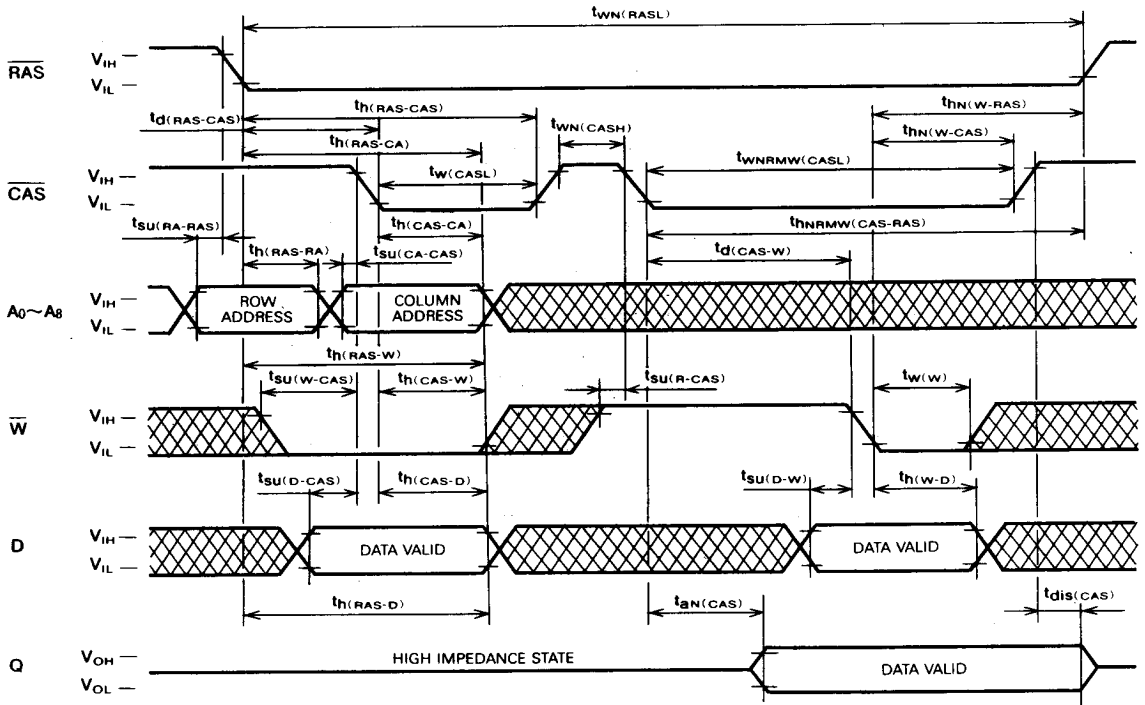 tWN(RASL)
RAS
VIH
VIL
th(RAS-CAS)
thN(W-RAS)
td(RAS-CAS)
tWN(CASH)
thN(W-CAS)
th(RAS-CA)
CAS
VIH
VIL
tW(CASL)
tWNRMW(CASL)
tsu(RA-RAS)
th(CAS-CA)
thNRMW(CAS-RAS)
th(RAS-RA)
tsu(CA-CAS)
td(CAS-W)
A0~A8
VIH
VIL
ROW ADDRESS
COLUMN ADDRESS
th(RAS-W)
tsu(W-CAS)
th(CAS-W)
tsu(R-CAS)
tW(W)
W
VIH
VIL
tsu(D-CAS)
th(CAS-D)
tsu(D-W)
th(W-D)
D
VIH
VIL
DATA VALID
DATA VALID
th(RAS-D)
taN(CAS)
tdis(CAS)
Q
VOH
VOL
HIGH IMPEDANCE STATE
DATA VALID